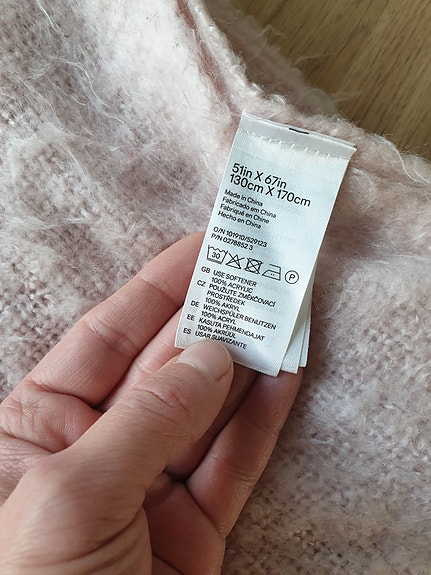 51in X 67in
130cm X 170cm
Made in China
Fabricado em China
Fabriqué en Chine
Hecho en China
O/N 101910/529123
P/N 0278852 3
30 P
GB USE SOFTENER
100% ACRYLIC
CZ POUŽIJTE ZMĚKČOVACÍ
PROSTŘEDEK
100% AKRYL
DE WEICHSPÜLER BENUTZEN
100% ACRYL
EE KASUTA PEHMENDAJAT
100% AKRÜÜL
ES USAR SUAVIZANTE